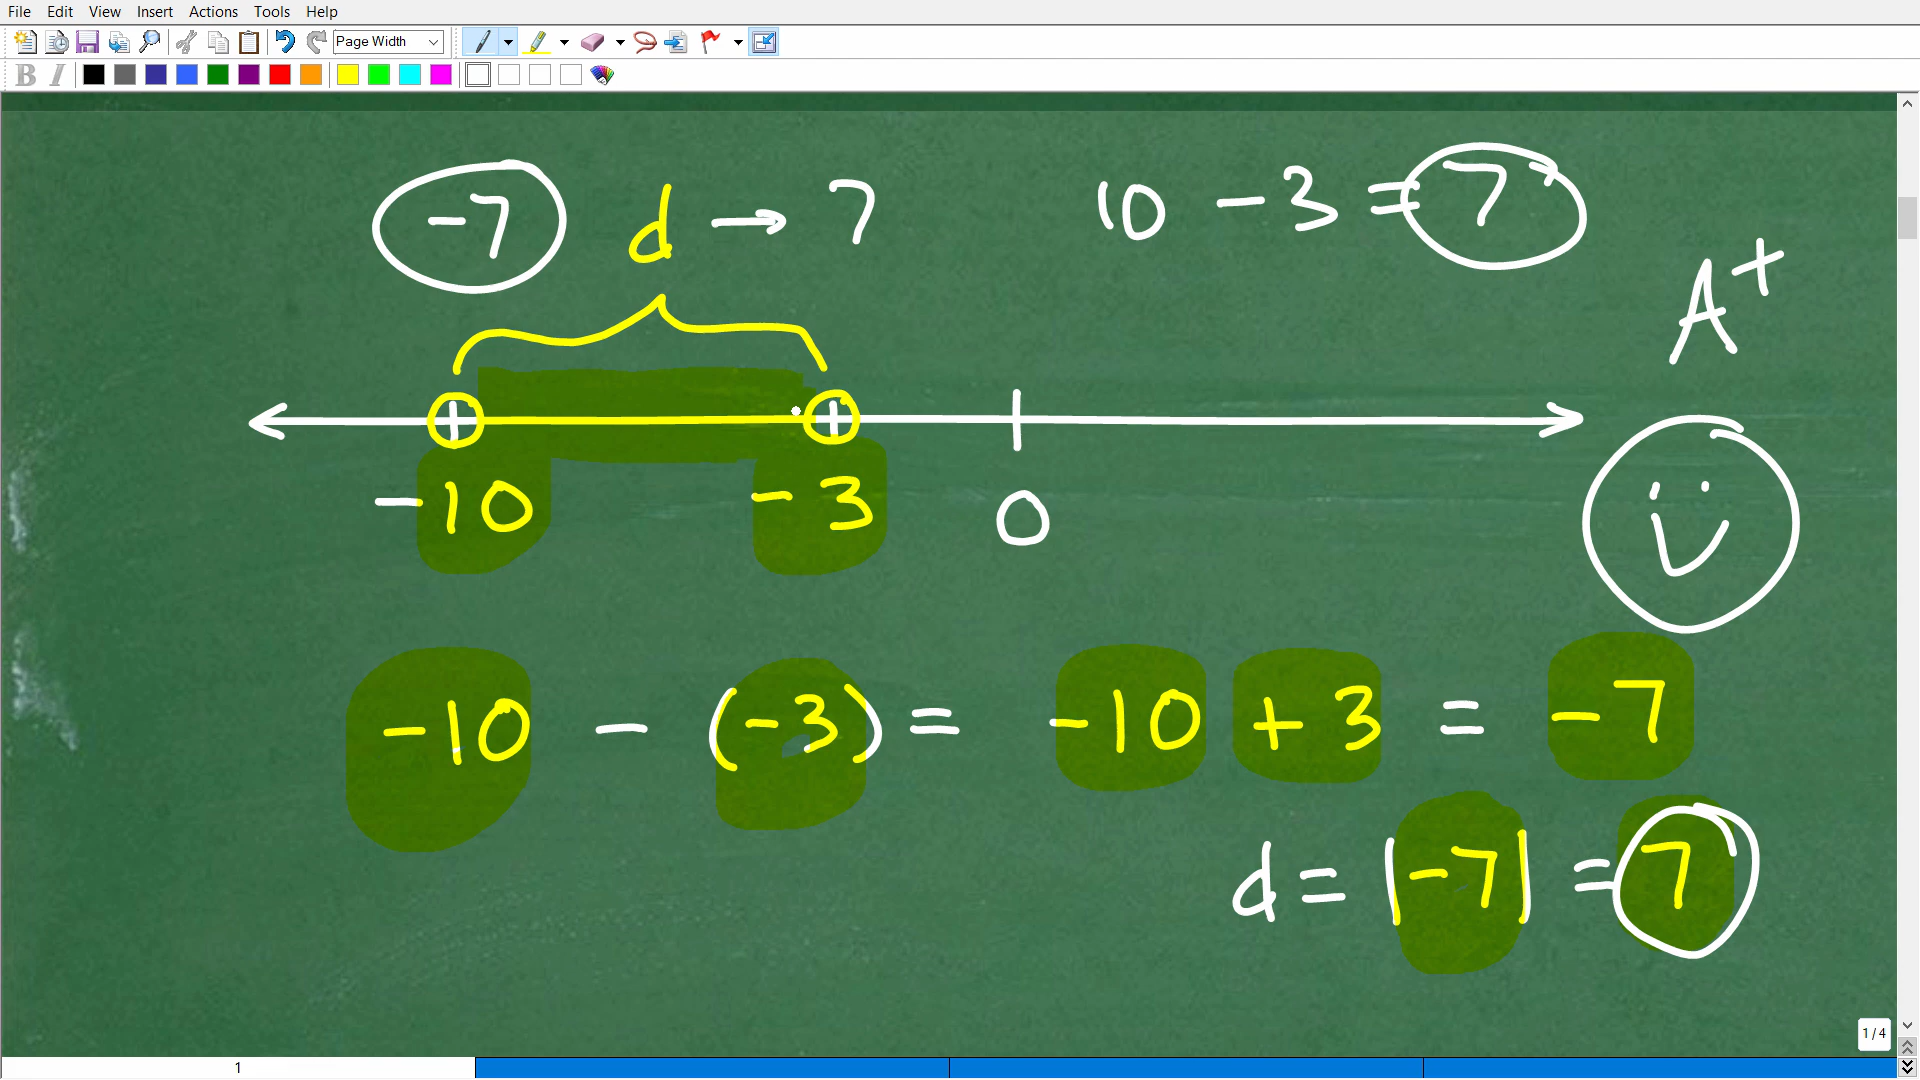 File Edit View Insert Actions Tools Help
Page Width
B I
-7 d → 7 10 - 3 = 7
A+
-10 -3 0
-10 - (-3) = -10 + 3 = -7
d = |-7| = 7
1 / 4
1